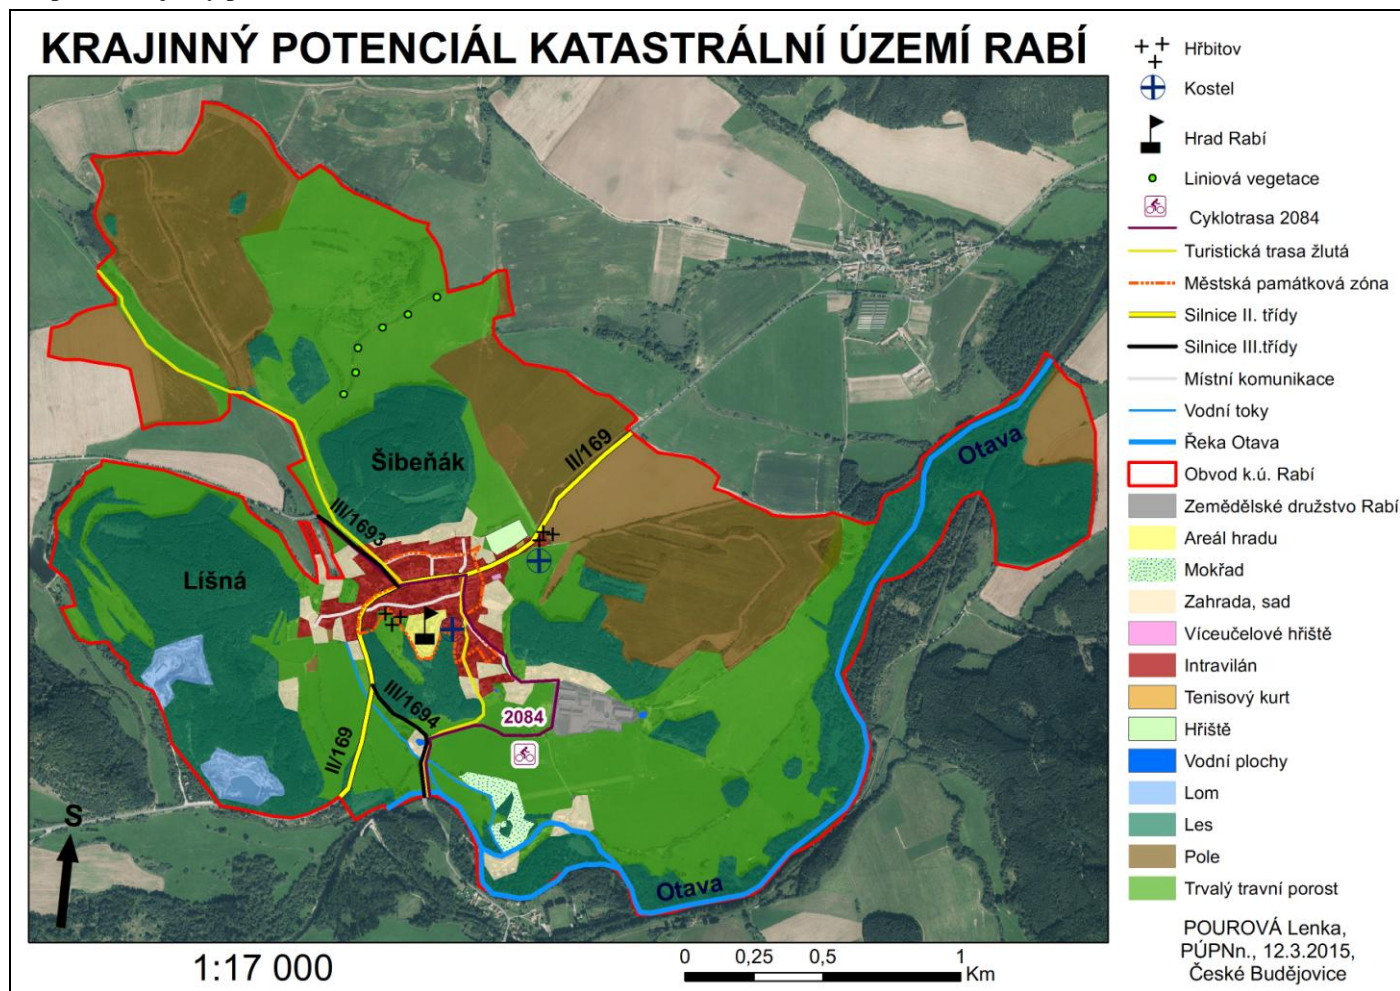 KRAJINNÝ POTENCIÁL KATASTRÁLNÍ ÚZEMÍ RABÍ
Hřbitov
Kostel
Hrad Rabí
Liniová vegetace
Cyklotrasa 2084
Turistická trasa žlutá
Městská památková zóna
Silnice II. třídy
Silnice III.třídy
Místní komunikace
Vodní toky
Řeka Otava
Obvod k.ú. Rabí
Zemědělské družstvo Rabí
Areál hradu
Mokřad
Zahrada, sad
Víceučelové hřiště
Intravilán
Tenisový kurt
Hřiště
Vodní plochy
Lom
Les
Pole
Trvalý travní porost
POUROVÁ Lenka,
PÚPNn., 12.3.2015,
České Budějovice
Šibeňák
II/169
Otava
III/1693
Líšná
III/1694
2084
II/169
S
Otava
1:17 000
0 0,25 0,5 1
Km